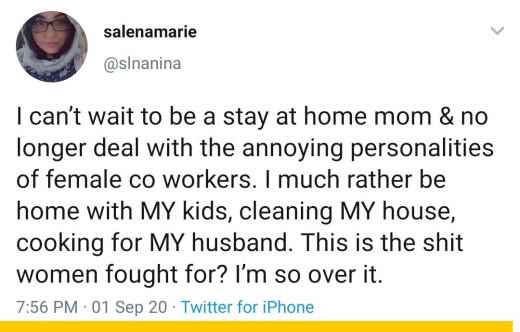 salenamarie
@slnanina
I can’t wait to be a stay at home mom & no
longer deal with the annoying personalities
of female co workers. I much rather be
home with MY kids, cleaning MY house,
cooking for MY husband. This is the shit
women fought for? I’m so over it.
7:56 PM · 01 Sep 20 · Twitter for iPhone